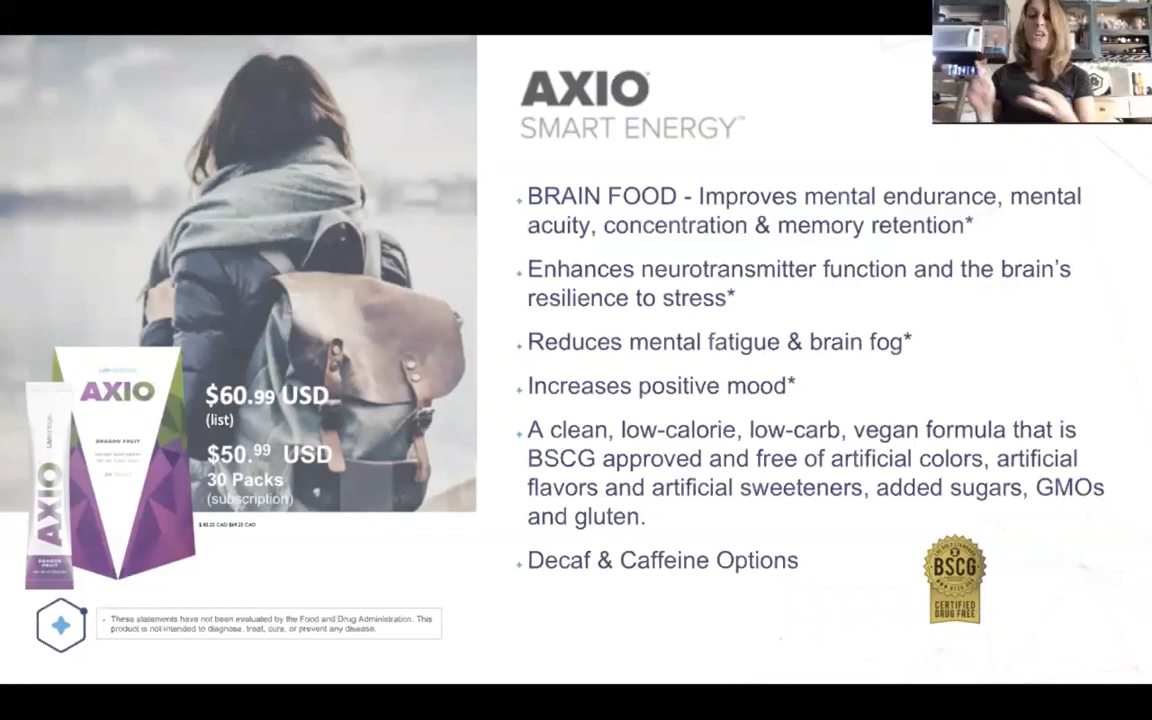 AXIO
SMART ENERGY™
BRAIN FOOD - Improves mental endurance, mental
acuity, concentration & memory retention*
Enhances neurotransmitter function and the brain's
resilience to stress*
Reduces mental fatigue & brain fog*
Increases positive mood*
A clean, low-calorie, low-carb, vegan formula that is
BSCG approved and free of artificial colors, artificial
flavors and artificial sweeteners, added sugars, GMOs
and gluten.
Decaf & Caffeine Options
AXIO
DRAGON FRUIT
AXIO
DRAGON
FRUIT
$60.99 USD
(list)
$50.99 USD
30 Packs
(subscription)
BSCG
CERTIFIED
DRUG FREE
These statements have not been evaluated by the Food and Drug Administration. This
product is not intended to diagnose, treat, cure, or prevent any disease.